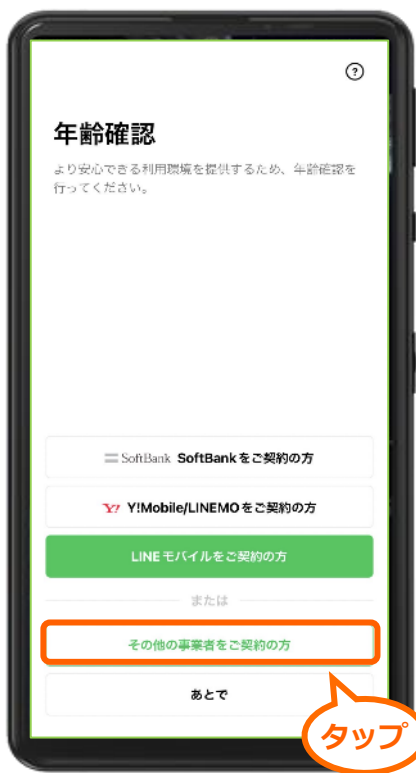 ?
年齢確認
より安心できる利用環境を提供するため、年齢確認を
行ってください。
SoftBank SoftBankをご契約の方
Y! Y!Mobile/LINEMOをご契約の方
LINEモバイルをご契約の方
または
その他の事業者をご契約の方
あとで
タップ